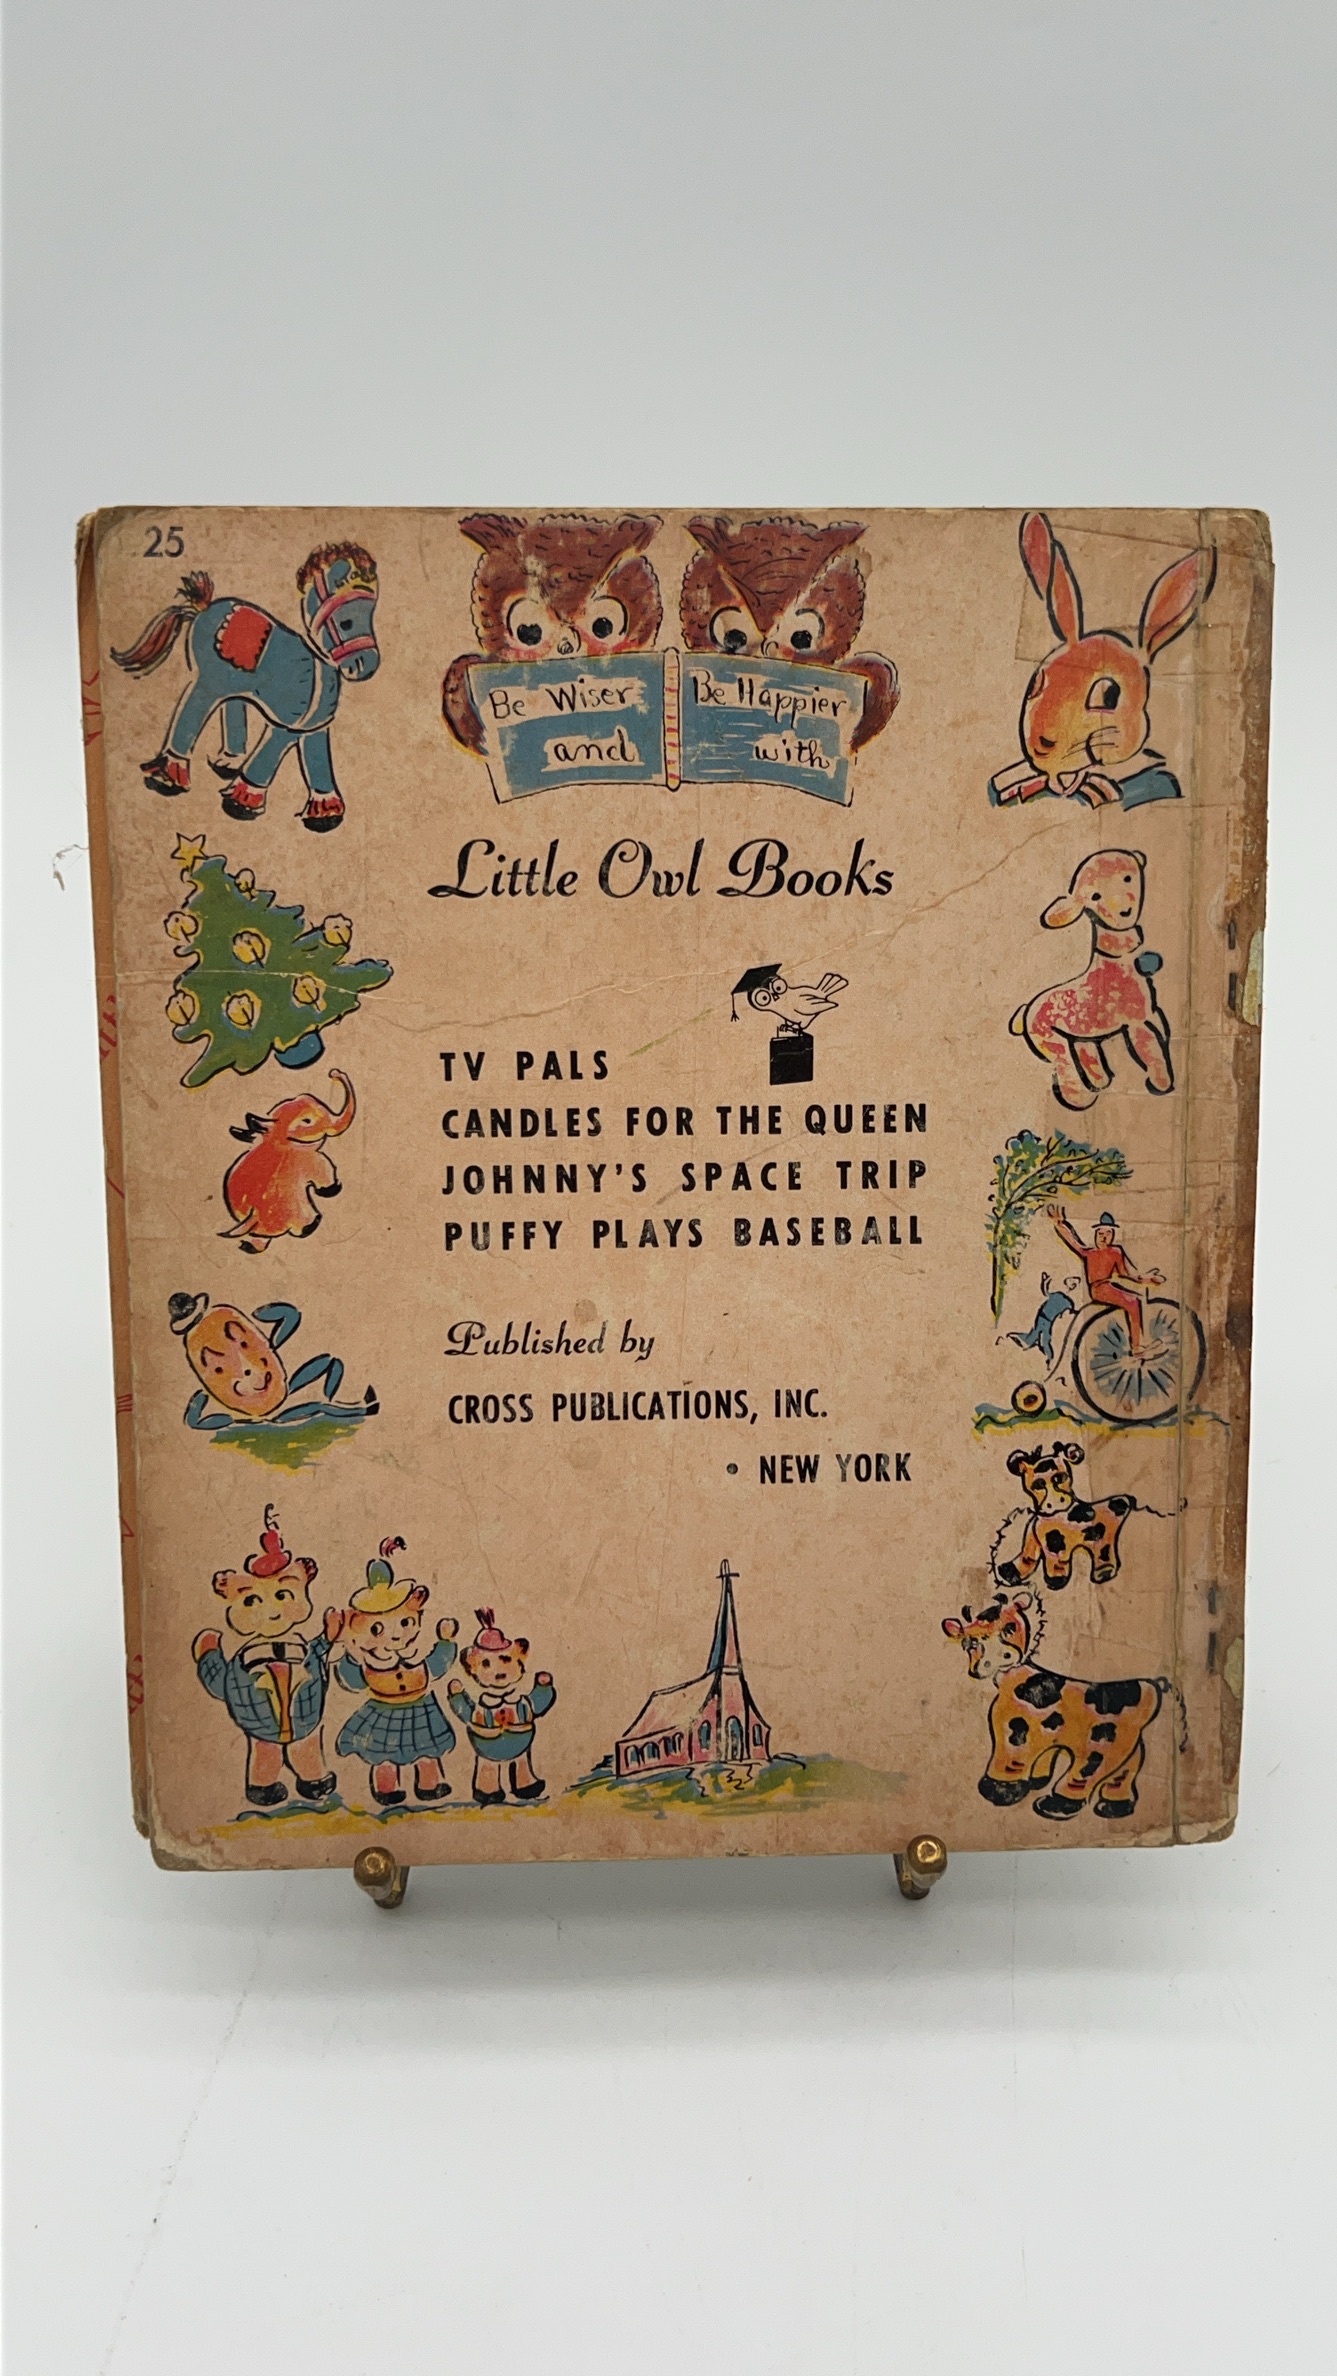 25
Be Wiser
and
Be Happier
with
Little Owl Books
TV PALS
CANDLES FOR THE QUEEN
JOHNNY'S SPACE TRIP
PUFFY PLAYS BASEBALL
Published by
CROSS PUBLICATIONS, INC.
• NEW YORK